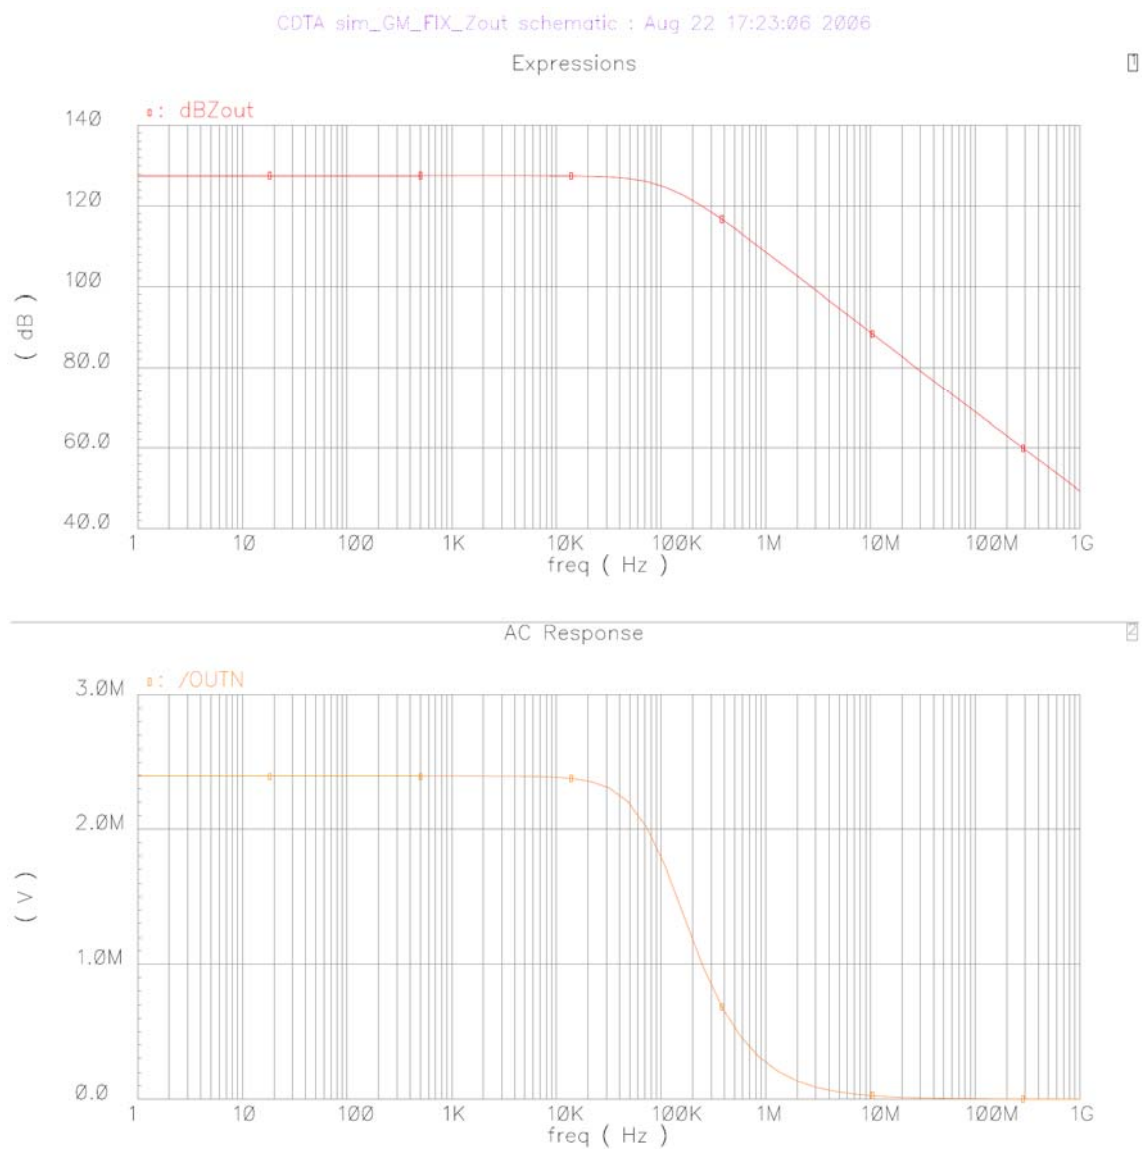 CDTA sim_GM_FIX_Zout schematic : Aug 22 17:23:06 2006
Expressions
1
▯: dBZout
140
120
100
80.0
60.0
40.0
( dB )
1 10 100 1K 10K 100K 1M 10M 100M 1G
freq ( Hz )
AC Response
2
▯: /OUTN
3.0M
2.0M
1.0M
0.0
( V )
1 10 100 1K 10K 100K 1M 10M 100M 1G
freq ( Hz )